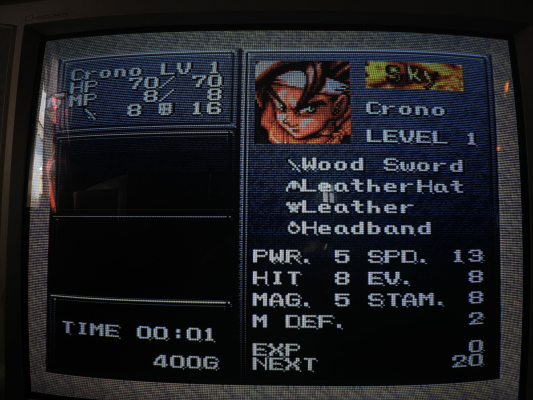 Crono LV 1
HP 70/ 70
MP 8/ 8
8 16
TIME 00:01
400G
Sky
Crono
LEVEL 1
Wood Sword
LeatherHat
Leather
Headband
PWR. 5 SPD. 13
HIT 8 EV. 8
MAG. 5 STAM. 8
M DEF. 2
EXP 0
NEXT 20